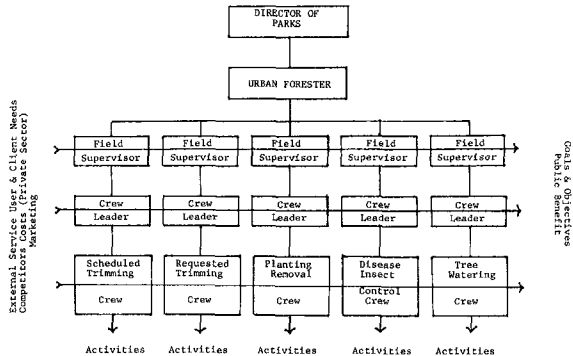 DIRECTOR OF
PARKS
URBAN FORESTER
External Service User & Client Needs
Competitors Costs (Private Sector)
Marketing
Field
Supervisor
Field
Supervisor
Field
Supervisor
Field
Supervisor
Field
Supervisor
Goals & Objectives
Public Benefit
Crew
Leader
Crew
Leader
Crew
Leader
Crew
Leader
Crew
Leader
Scheduled
Trimming
Crew
Requested
Trimming
Crew
Planting
Removal
Crew
Disease
Insect
Control
Crew
Tree
Watering
Crew
Activities
Activities
Activities
Activities
Activities